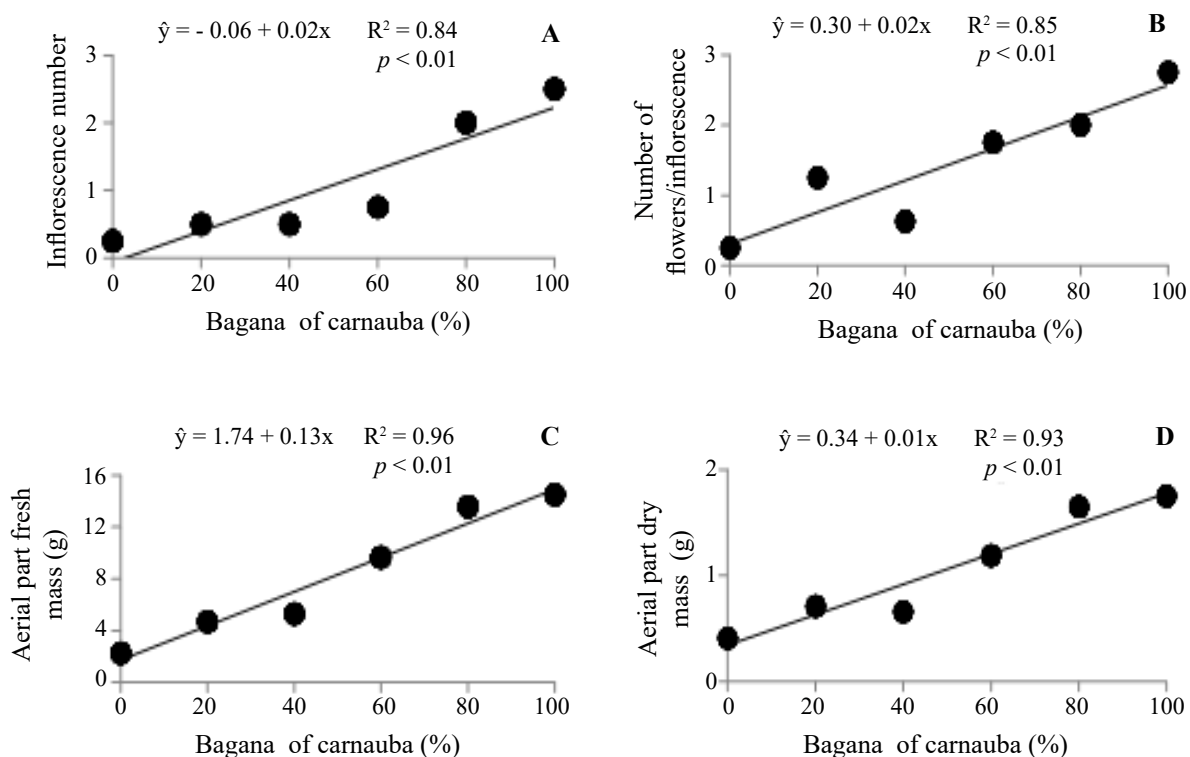 ŷ = - 0.06 + 0.02x R² = 0.84 A
p < 0.01
Inflorescence number
3
2
1
0
0 20 40 60 80 100
Bagana of carnauba (%)
ŷ = 0.30 + 0.02x R² = 0.85 B
p < 0.01
Number of
flowers/inflorescence
3
2
1
0
0 20 40 60 80 100
Bagana of carnauba (%)
ŷ = 1.74 + 0.13x R² = 0.96 C
p < 0.01
Aerial part fresh
mass (g)
16
12
8
4
0
0 20 40 60 80 100
Bagana of carnauba (%)
ŷ = 0.34 + 0.01x R² = 0.93 D
p < 0.01
Aerial part dry
mass (g)
2
1
0
0 20 40 60 80 100
Bagana of carnauba (%)